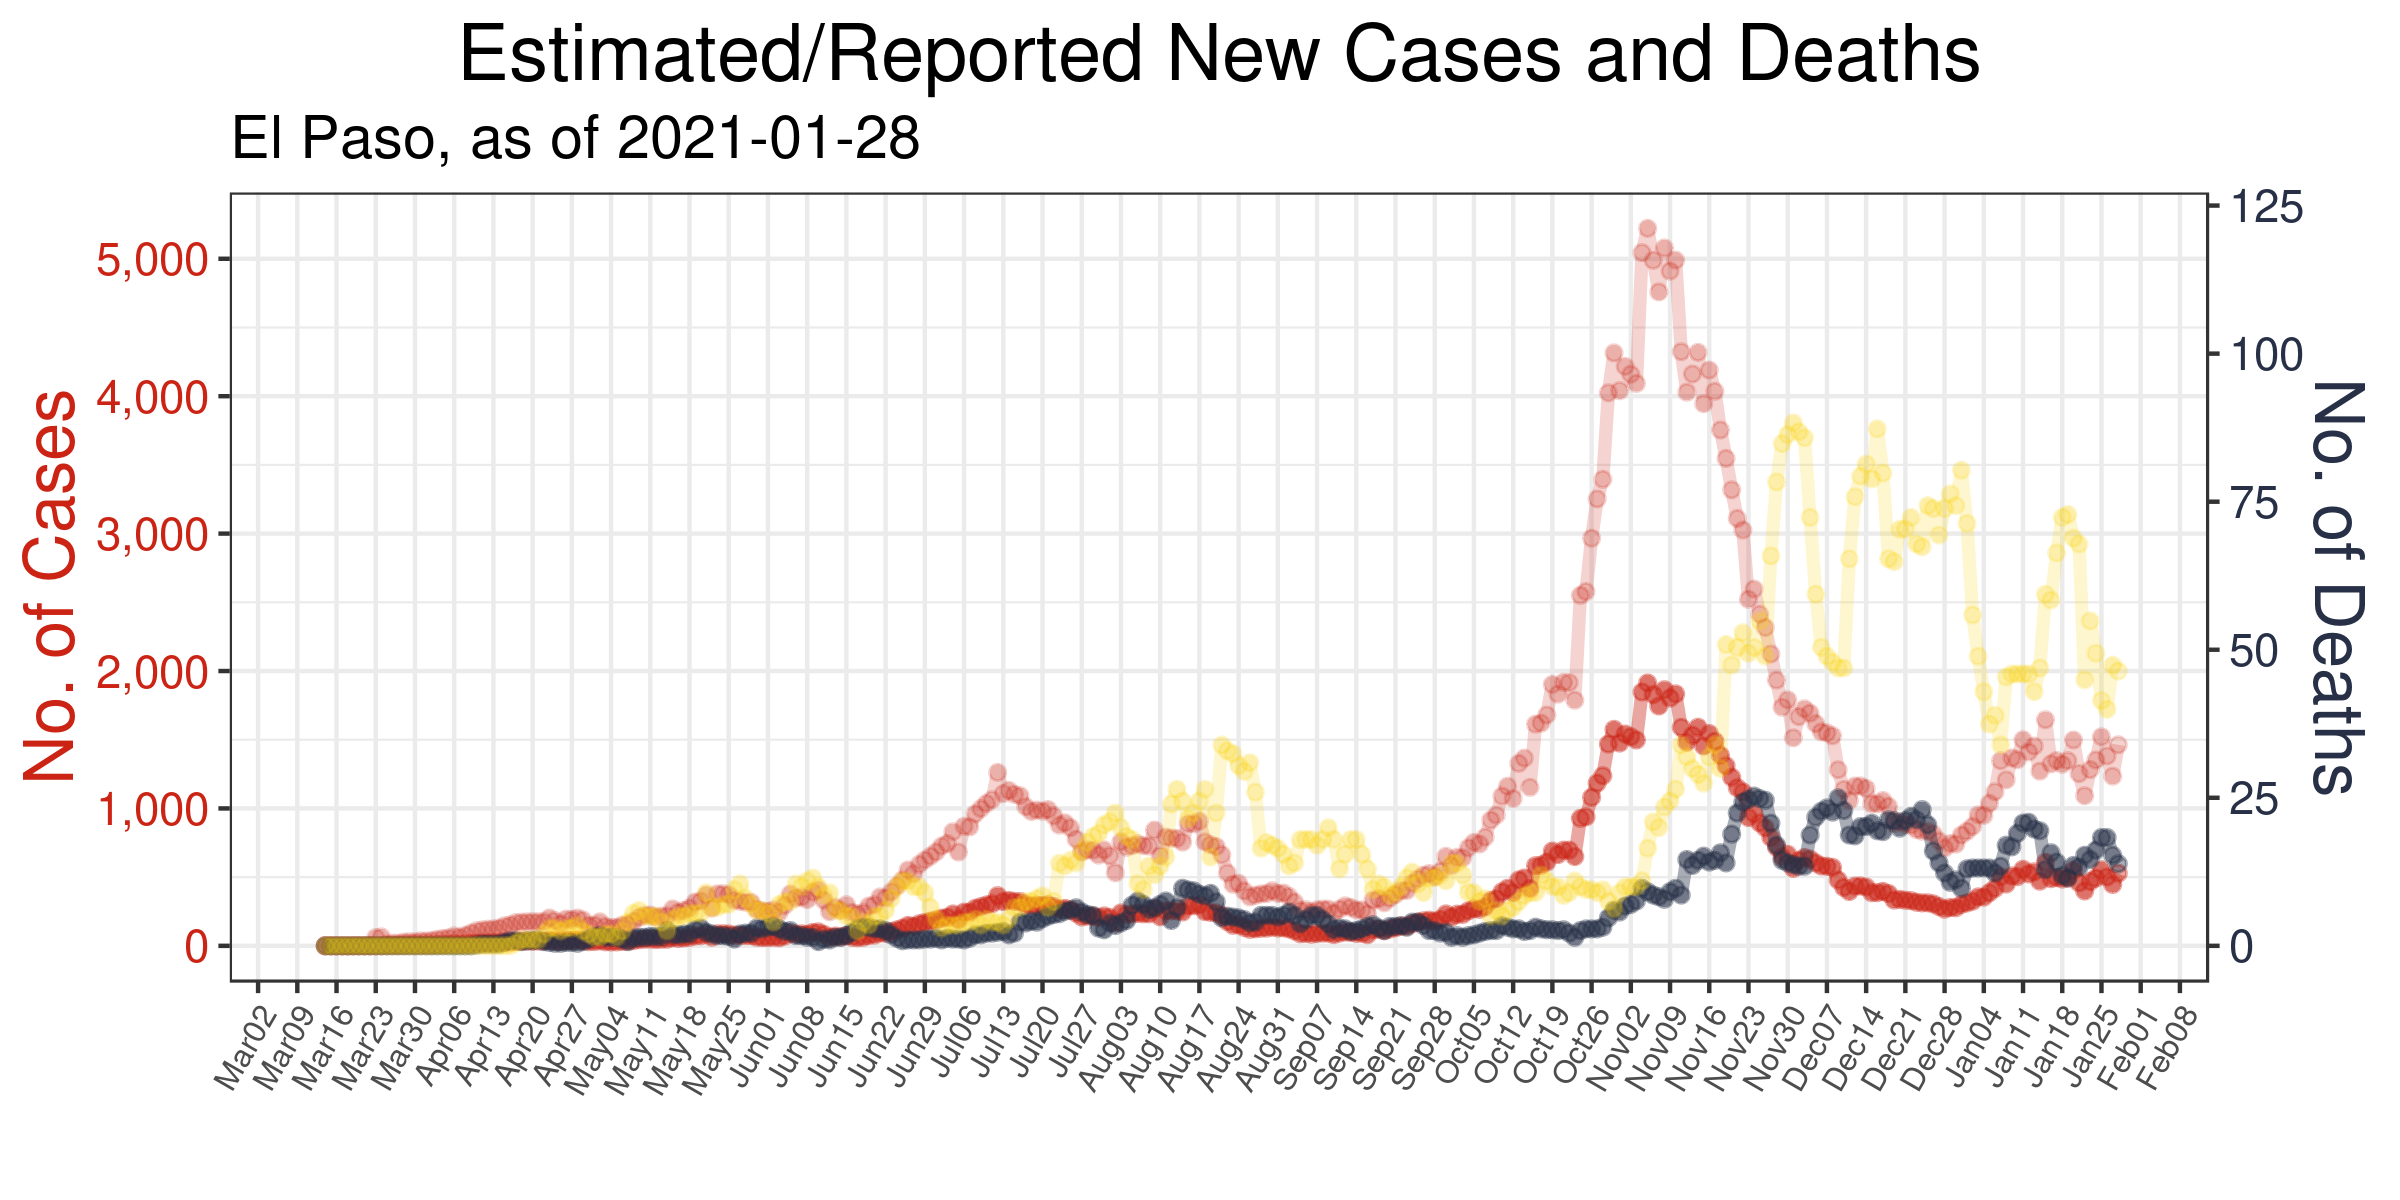 Estimated/Reported New Cases and Deaths
El Paso, as of 2021-01-28
No. of Cases
5,000
4,000
3,000
2,000
1,000
0
125
100
75
50
25
0
No. of Deaths
Mar02 Mar09 Mar16 Mar23 Mar30 Apr06 Apr13 Apr20 Apr27 May04 May11 May18 May25 Jun01 Jun08 Jun15 Jun22 Jun29 Jul06 Jul13 Jul20 Jul27 Aug03 Aug10 Aug17 Aug24 Aug31 Sep07 Sep14 Sep21 Sep28 Oct05 Oct12 Oct19 Oct26 Nov02 Nov09 Nov16 Nov23 Nov30 Dec07 Dec14 Dec21 Dec28 Jan04 Jan11 Jan18 Jan25 Feb01 Feb08